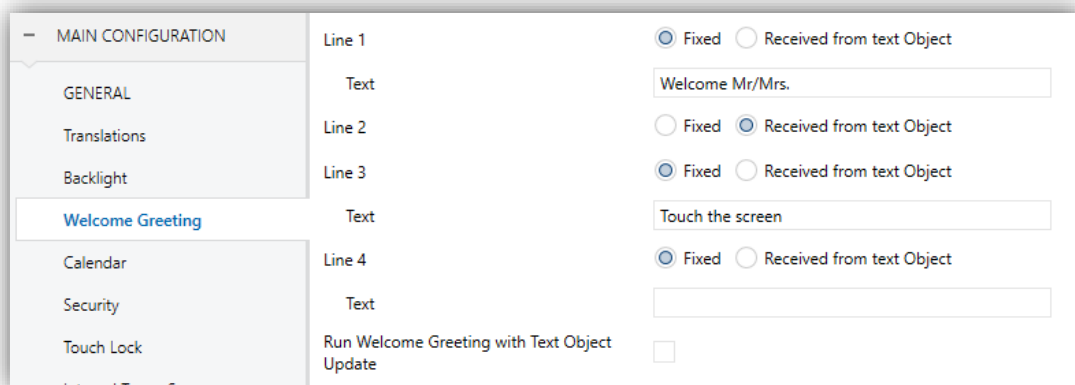 MAIN CONFIGURATION
GENERAL
Translations
Backlight
Welcome Greeting
Calendar
Security
Touch Lock
Line 1
Fixed Received from text Object
Text
Welcome Mr/Mrs.
Line 2
Fixed Received from text Object
Line 3
Fixed Received from text Object
Text
Touch the screen
Line 4
Fixed Received from text Object
Text
Run Welcome Greeting with Text Object
Update